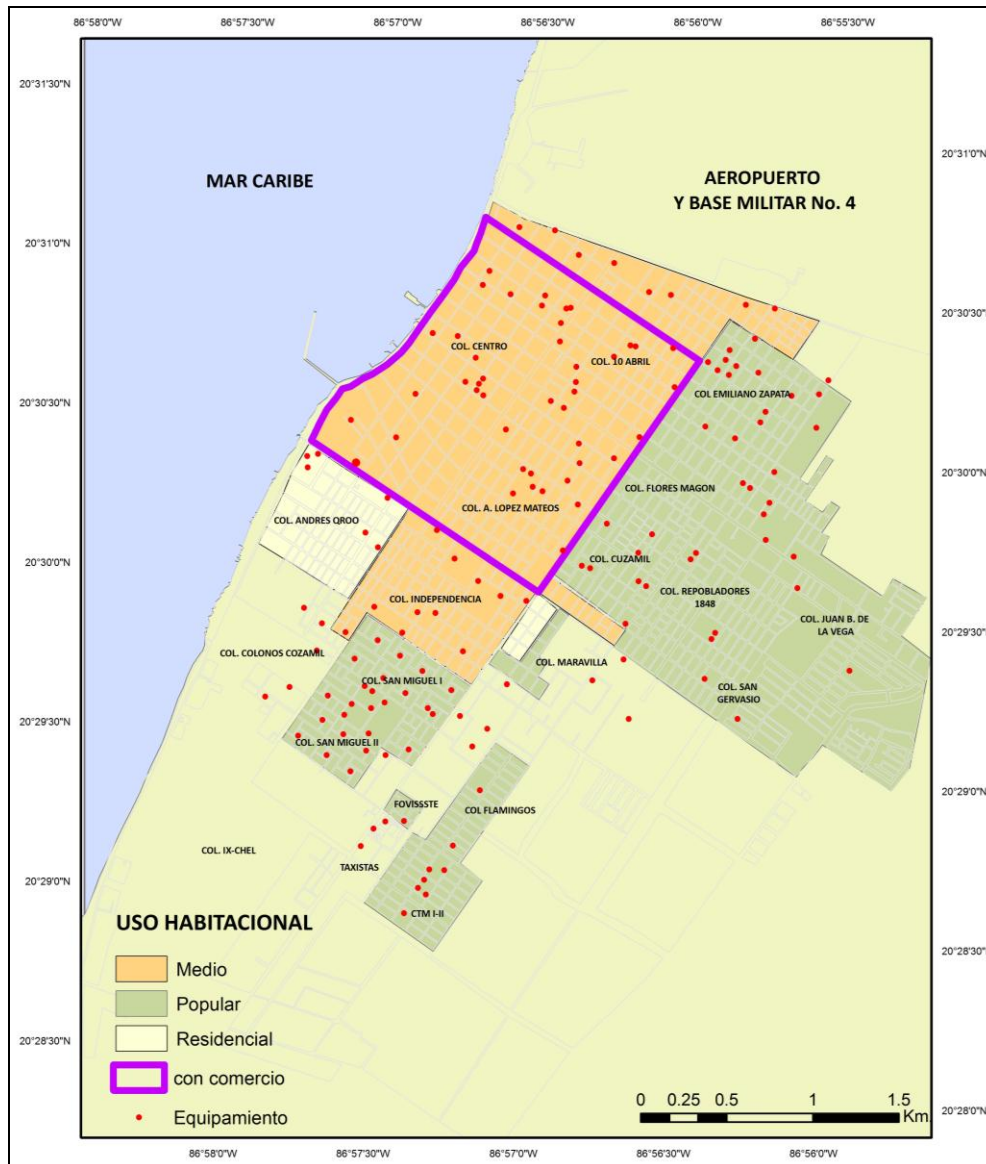 86°58'0"W 86°57'30"W 86°57'0"W 86°56'30"W 86°56'0"W 86°55'30"W
20°31'30"N
20°31'0"N
MAR CARIBE
AEROPUERTO
Y BASE MILITAR No. 4
20°31'0"N
20°30'30"N
COL. CENTRO
COL. 10 ABRIL
COL EMILIANO ZAPATA
20°30'30"N
20°30'0"N
COL. FLORES MAGON
COL. A. LOPEZ MATEOS
COL. ANDRES QROO
20°30'0"N
COL. CUZAMIL
COL. INDEPENDENCIA
COL. REPOBLADORES
1848
COL. JUAN B. DE
LA VEGA
20°29'30"N
COL. COLONOS COZAMIL
COL. MARAVILLA
COL. SAN MIGUEL I
COL. SAN
GERVASIO
20°29'30"N
COL. SAN MIGUEL II
20°29'0"N
FOVISSSTE
COL FLAMINGOS
COL. IX-CHEL
TAXISTAS
20°29'0"N
CTM I-II
20°28'30"N
USO HABITACIONAL
Medio
Popular
Residencial
con comercio
Equipamiento
20°28'30"N
0 0.25 0.5 1 1.5
Km.
20°28'0"N
86°58'0"W 86°57'30"W 86°57'0"W 86°56'30"W 86°56'0"W